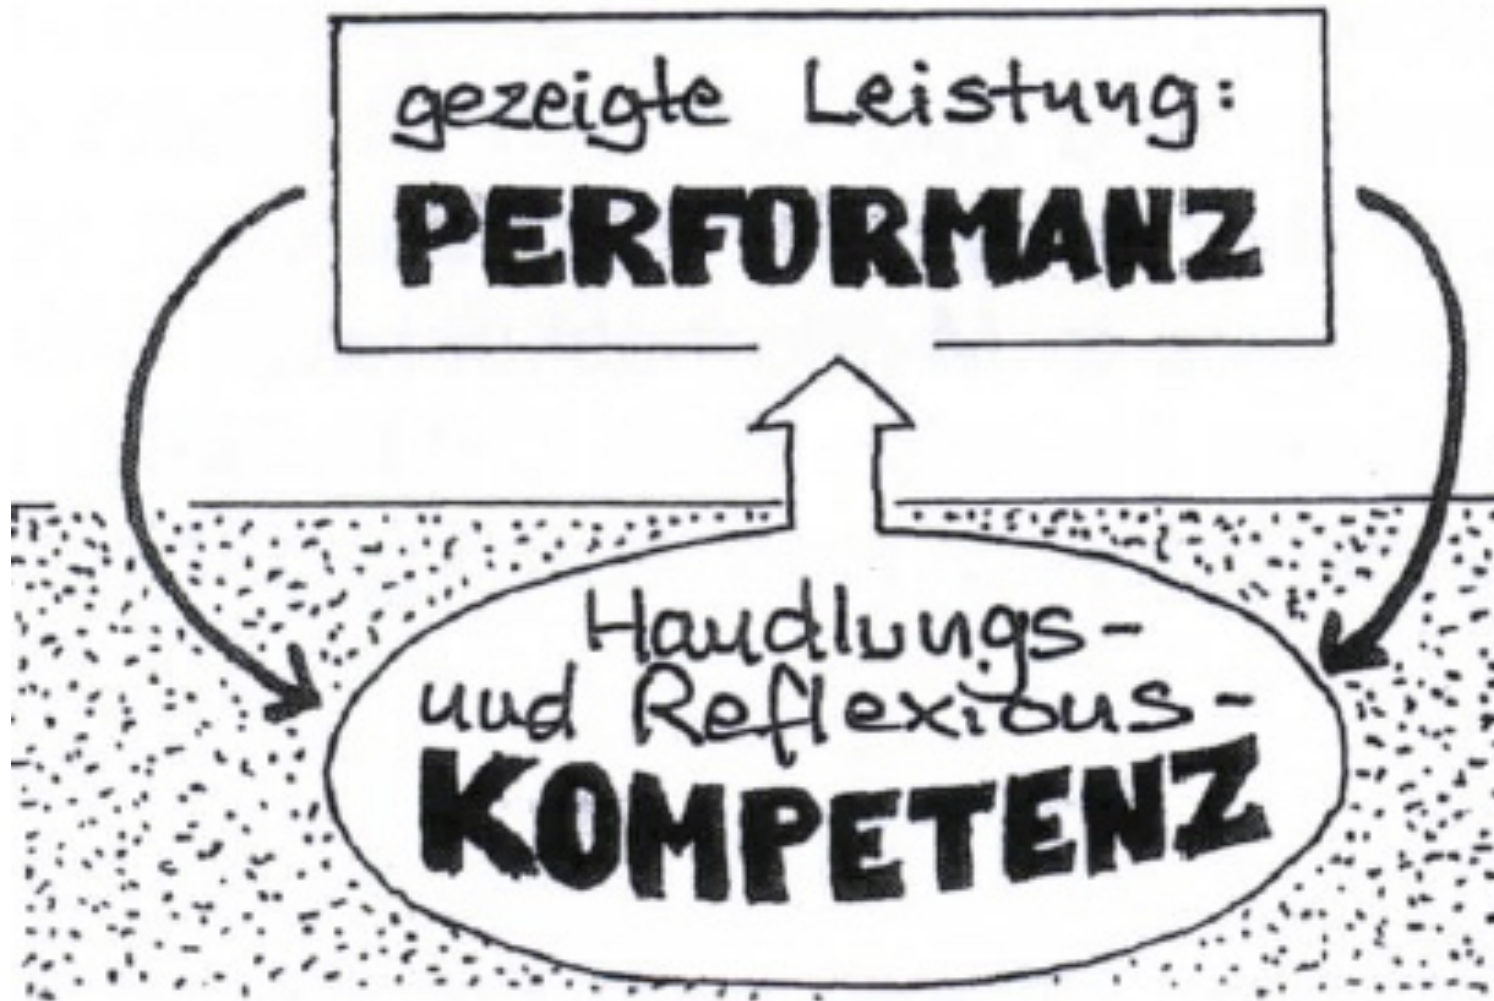 gezeigte Leistung:
PERFORMANZ
Handlungs-
und Reflexions-
KOMPETENZ